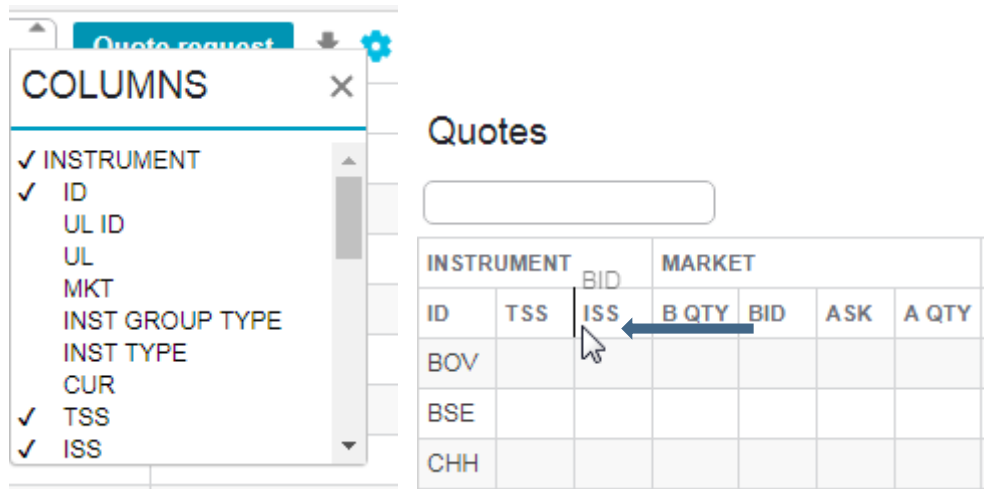 Quote request
COLUMNS
✓ INSTRUMENT
✓ ID
UL ID
UL
MKT
INST GROUP TYPE
INST TYPE
CUR
✓ TSS
✓ ISS
Quotes
INSTRUMENT MARKET
BID
ID TSS ISS B QTY BID ASK A QTY
BOV
BSE
CHH